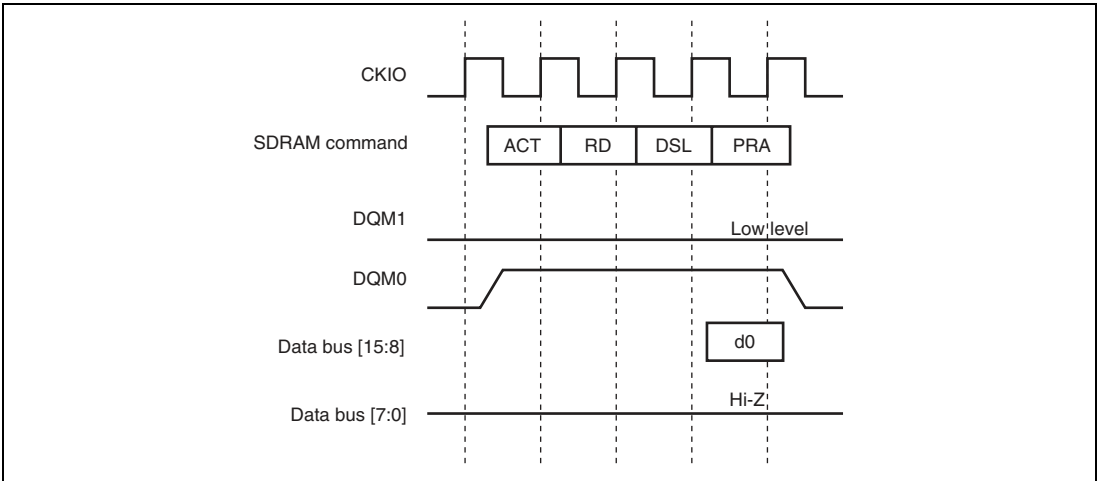 CKIO
SDRAM command ACT RD DSL PRA
DQM1 Low level
DQM0
Data bus [15:8] d0
Data bus [7:0] Hi-Z